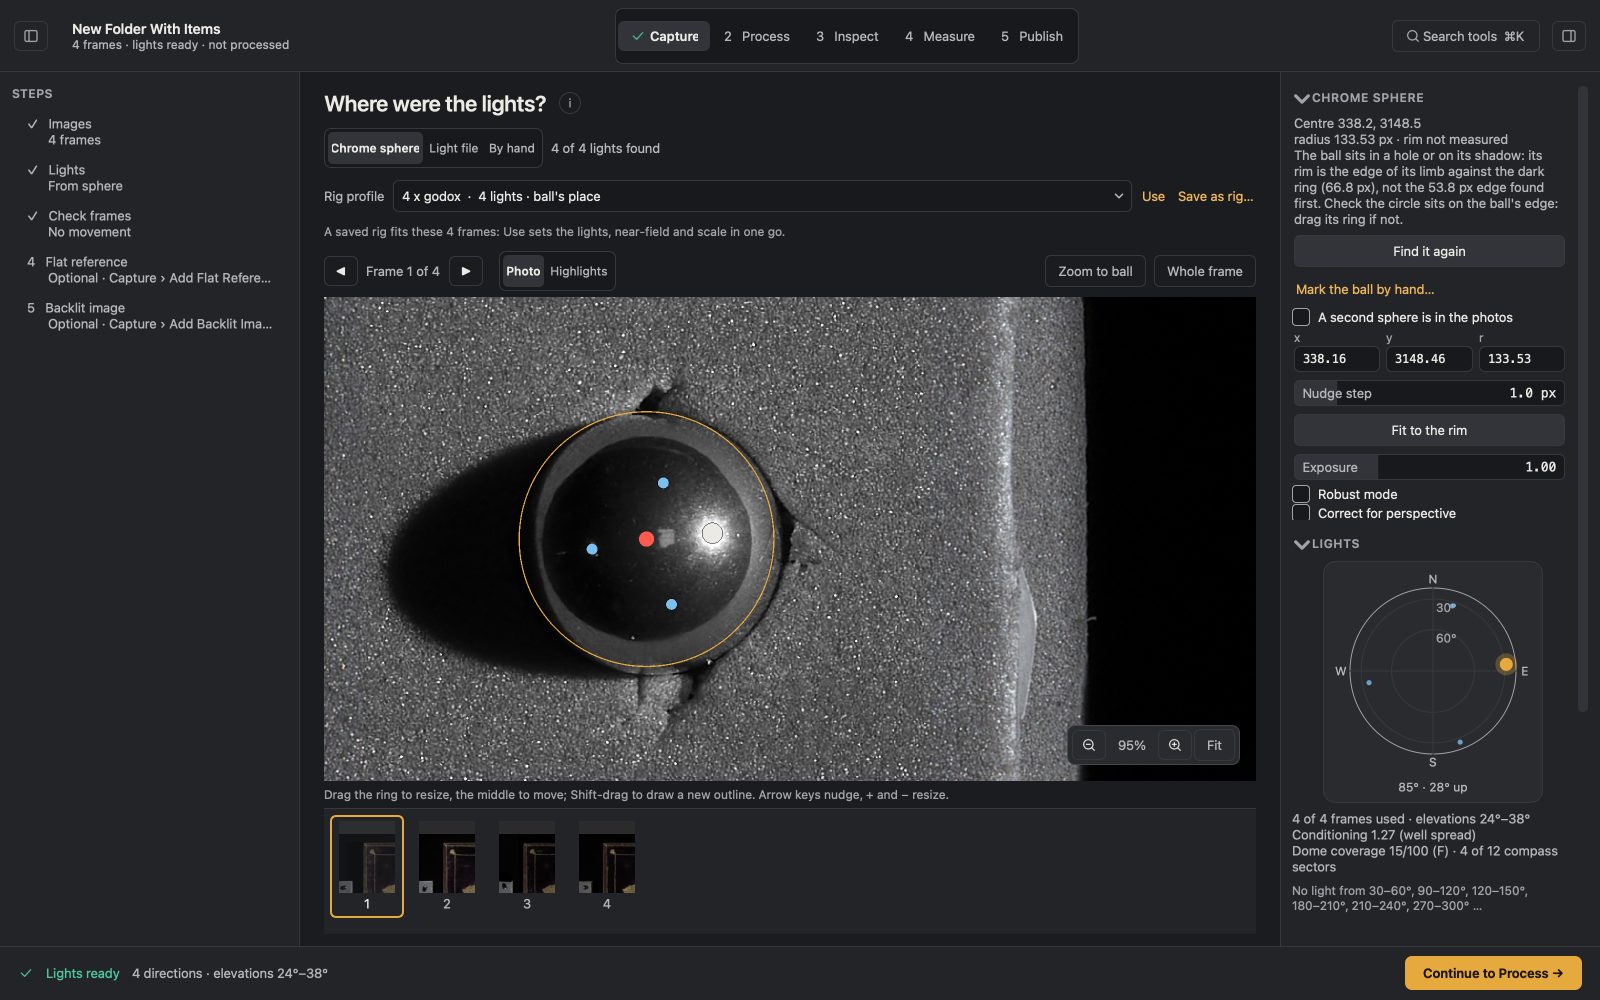 New Folder With Items
4 frames · lights ready · not processed
Capture
2 Process
3 Inspect
4 Measure
5 Publish
Search tools ⌘K
STEPS
Images
4 frames
Lights
From sphere
Check frames
No movement
4 Flat reference
Optional · Capture › Add Flat Refere...
5 Backlit image
Optional · Capture › Add Backlit Ima...
Where were the lights?
i
Chrome sphere
Light file
By hand
4 of 4 lights found
Rig profile
4 x godox · 4 lights · ball's place
Use
Save as rig...
A saved rig fits these 4 frames: Use sets the lights, near-field and scale in one go.
Frame 1 of 4
Photo
Highlights
Zoom to ball
Whole frame
95%
Fit
Drag the ring to resize, the middle to move; Shift-drag to draw a new outline. Arrow keys nudge, + and − resize.
1
2
3
4
CHROME SPHERE
Centre 338.2, 3148.5
radius 133.53 px · rim not measured
The ball sits in a hole or on its shadow: its
rim is the edge of its limb against the dark
ring (66.8 px), not the 53.8 px edge found
first. Check the circle sits on the ball's edge:
drag its ring if not.
Find it again
Mark the ball by hand...
A second sphere is in the photos
x
y
r
338.16
3148.46
133.53
Nudge step
1.0 px
Fit to the rim
Exposure
1.00
Robust mode
Correct for perspective
LIGHTS
N
30°
60°
W
E
S
85° · 28° up
4 of 4 frames used · elevations 24°–38°
Conditioning 1.27 (well spread)
Dome coverage 15/100 (F) · 4 of 12 compass
sectors
No light from 30–60°, 90–120°, 120–150°,
180–210°, 210–240°, 270–300° ...
Lights ready
4 directions · elevations 24°–38°
Continue to Process →